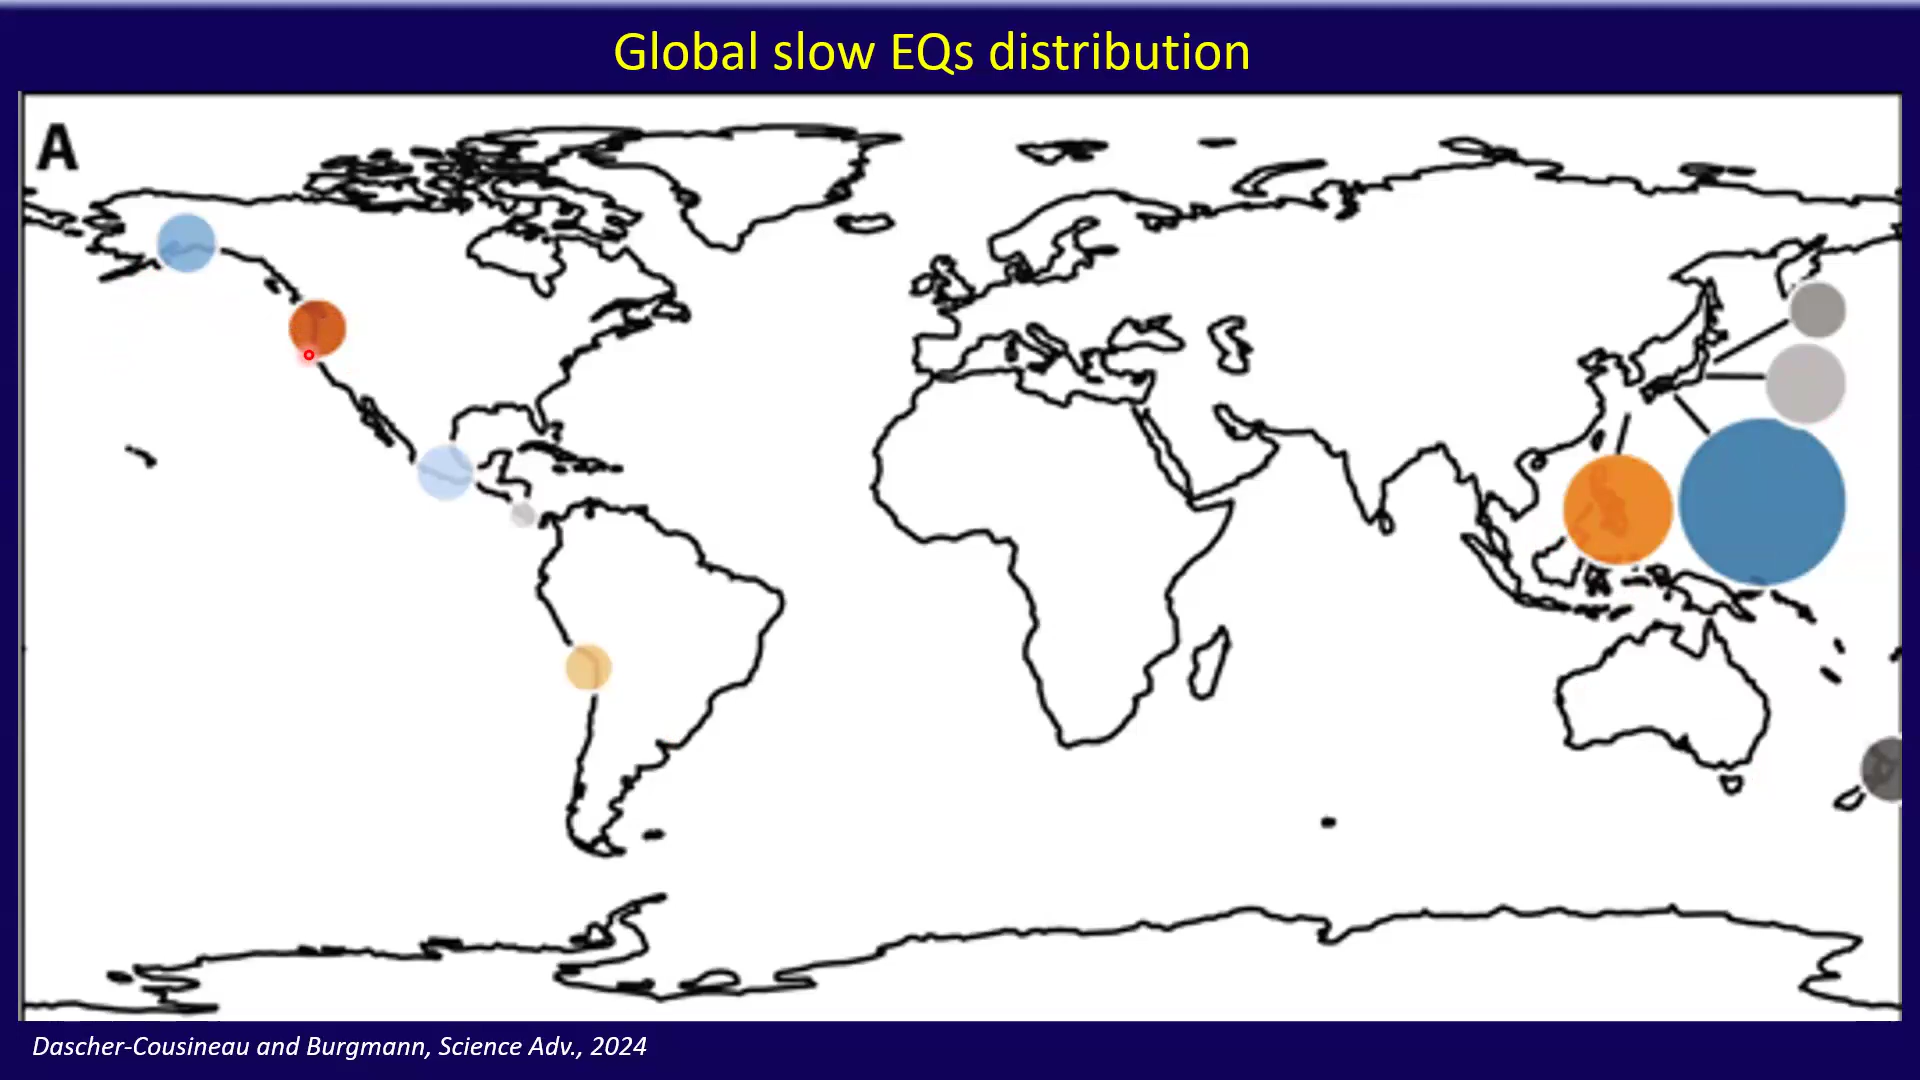 Global slow EQs distribution
A
Dascher-Cousineau and Burgmann, Science Adv., 2024